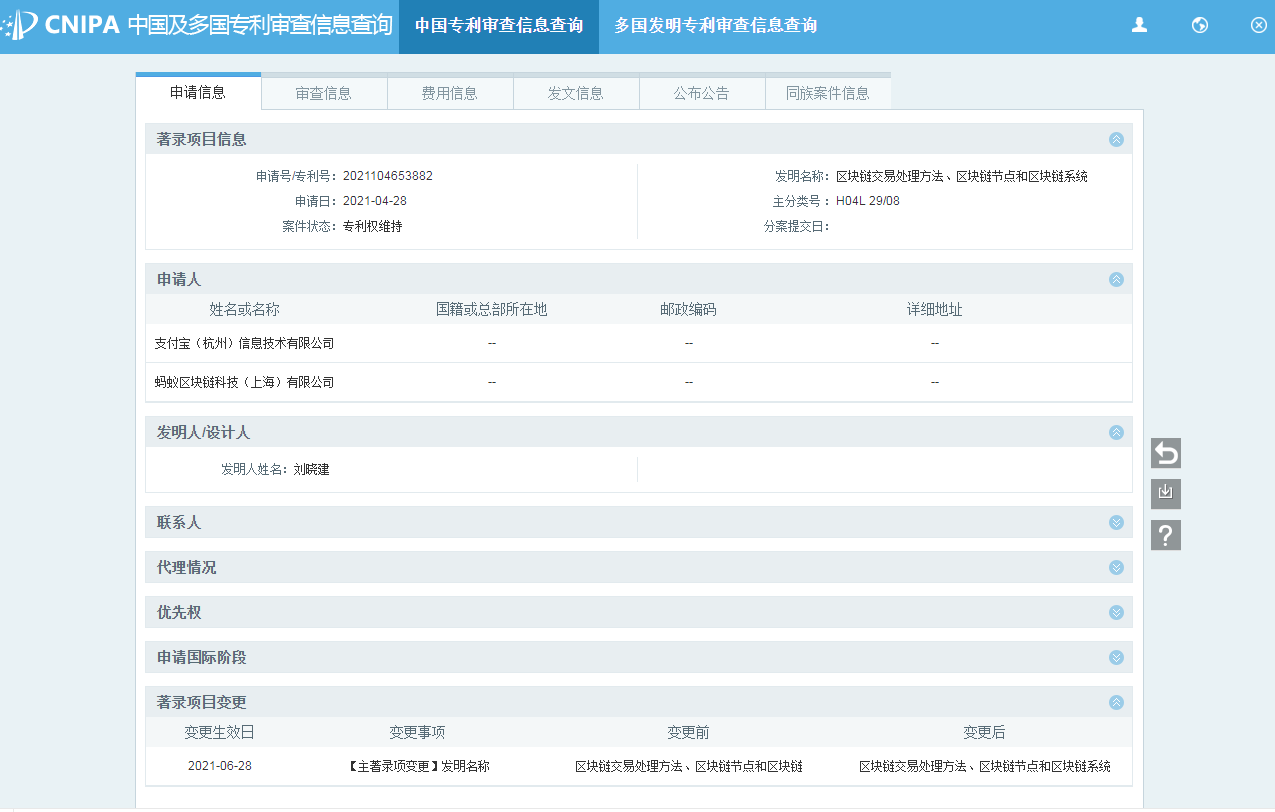 CNIPA 中国及多国专利审查信息查询 中国专利审查信息查询 多国发明专利审查信息查询
申请信息 审查信息 费用信息 发文信息 公布公告 同族案件信息
著录项目信息
申请号/专利号： 2021104653882 发明名称： 区块链交易处理方法、区块链节点和区块链系统
申请日： 2021-04-28 主分类号： H04L 29/08
案件状态： 专利权维持 分案提交日：
申请人
姓名或名称 国籍或总部所在地 邮政编码 详细地址
支付宝（杭州）信息技术有限公司 -- -- --
蚂蚁区块链科技（上海）有限公司 -- -- --
发明人/设计人
发明人姓名： 刘晓建
联系人
代理情况
优先权
申请国际阶段
著录项目变更
变更生效日 变更事项 变更前 变更后
2021-06-28 【主著录项变更】发明名称 区块链交易处理方法、区块链节点和区块链 区块链交易处理方法、区块链节点和区块链系统